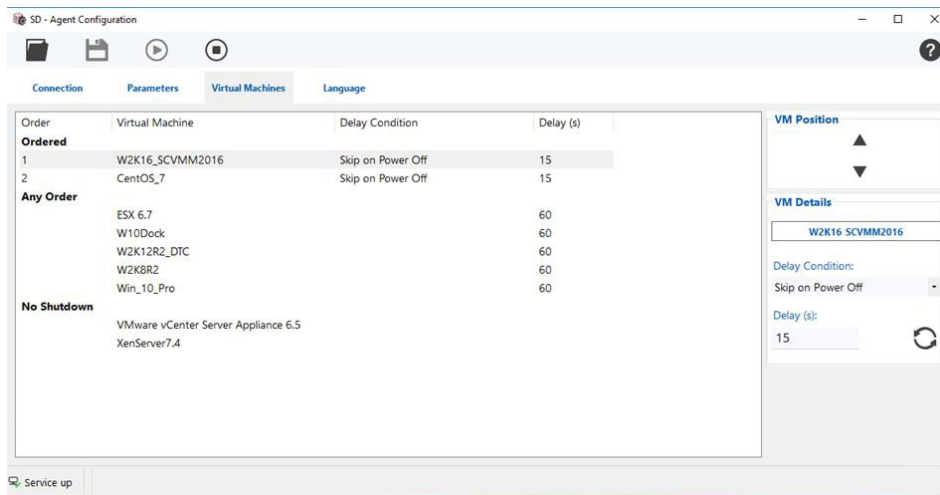 SD - Agent Configuration
Connection Parameters Virtual Machines Language
Order Virtual Machine Delay Condition Delay (s)
Ordered
1 W2K16_SCVMM2016 Skip on Power Off 15
2 CentOS_7 Skip on Power Off 15
Any Order
ESX 6.7 60
W10Dock 60
W2K12R2_DTC 60
W2K8R2 60
Win_10_Pro 60
No Shutdown
VMware vCenter Server Appliance 6.5
XenServer7.4
VM Position
VM Details
W2K16 SCVMM2016
Delay Condition:
Skip on Power Off
Delay (s):
15
Service up